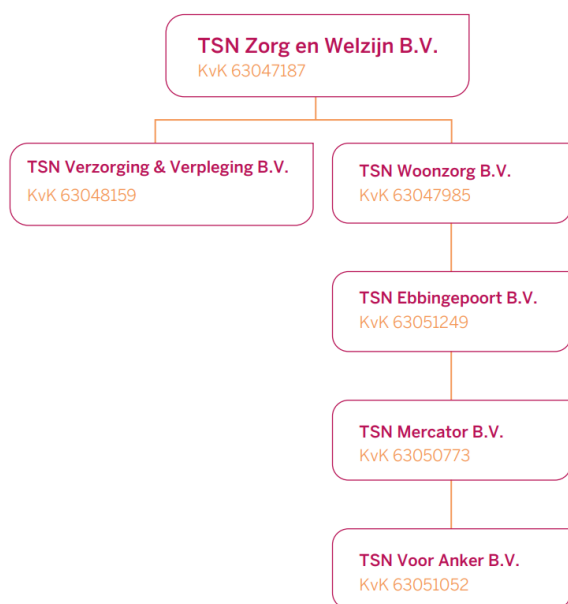 TSN Zorg en Welzijn B.V.
KvK 63047187
TSN Verzorging & Verpleging B.V.
KvK 63048159
TSN Woonzorg B.V.
KvK 63047985
TSN Ebbingepoort B.V.
KvK 63051249
TSN Mercator B.V.
KvK 63050773
TSN Voor Anker B.V.
KvK 63051052